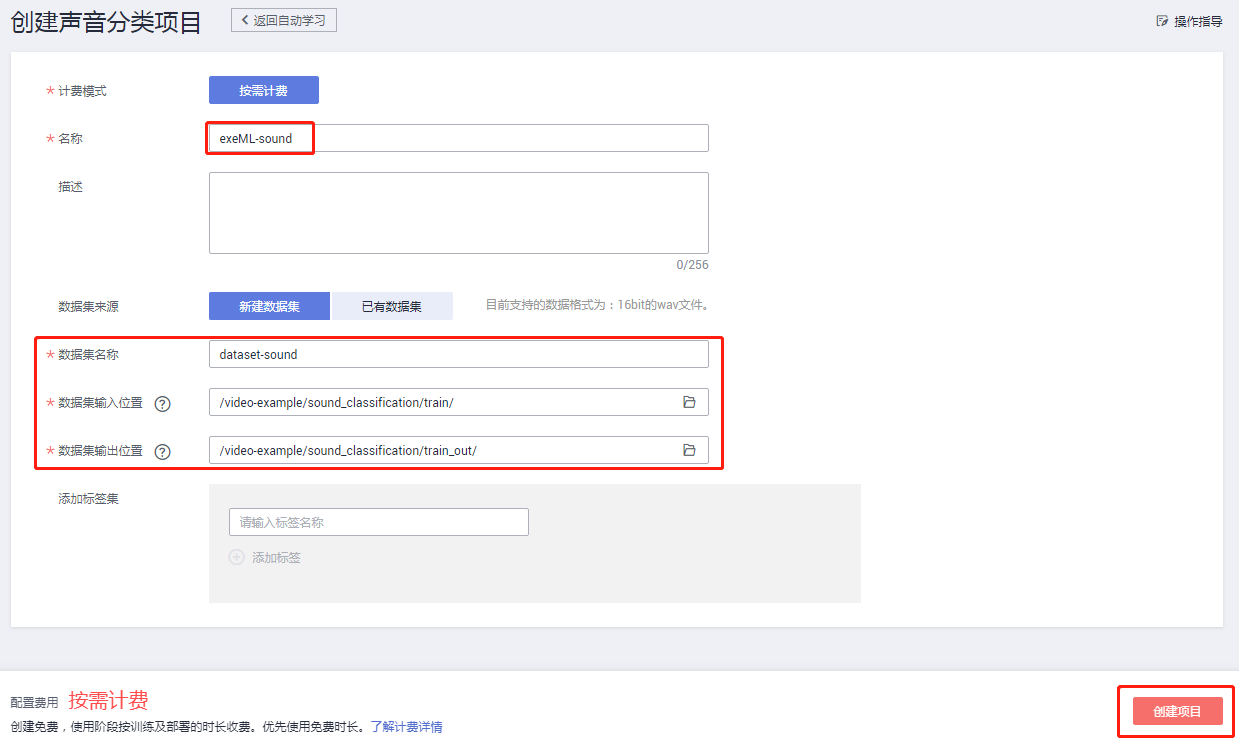 创建声音分类项目
返回自动学习
操作指导
* 计费模式
按需计费
* 名称
exeML-sound
描述
0/256
数据集来源
新建数据集
已有数据集
目前支持的数据格式为：16bit的wav文件。
* 数据集名称
dataset-sound
* 数据集输入位置 ?
/video-example/sound_classification/train/
* 数据集输出位置 ?
/video-example/sound_classification/train_out/
添加标签集
请输入标签名称
添加标签
配置费用 按需计费
创建免费，使用阶段按训练及部署的时长收费。优先使用免费时长。了解计费详情
创建项目